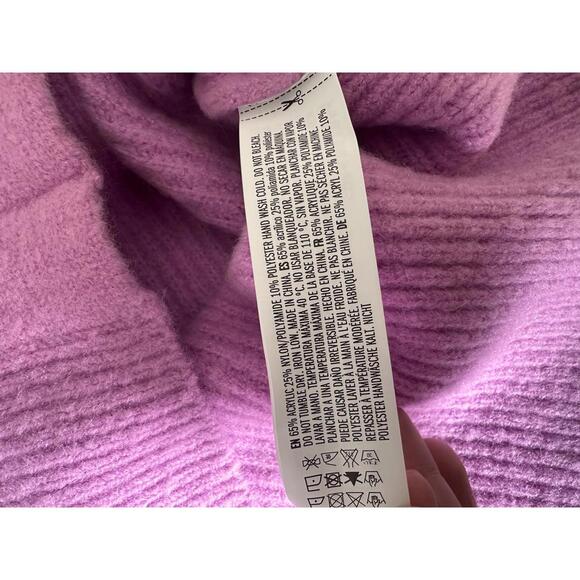 EN 65% ACRYLIC 25% NYLON/POLYAMIDE 10% POLYESTER HAND WASH COLD. DO NOT BLEACH.
DO NOT TUMBLE DRY. IRON LOW. MADE IN CHINA. ES 65% acrílico 25% poliamida 10% poliéster
LAVAR A MANO. TEMPERATURA MÁXIMA 40 °C. NO USAR BLANQUEADOR. NO SECAR EN MÁQUINA.
PLANCHAR A UNA TEMPERATURA MÁXIMA DE LA BASE DE 110 °C, SIN VAPOR. PLANCHAR CON VAPOR
PUEDE CAUSAR DAÑO IRREVERSIBLE. HECHO EN CHINA. FR 65% ACRYLIQUE 25% POLYAMIDE 10%
POLYESTER LAVER À LA MAIN À L'EAU FROIDE. NE PAS BLANCHIR. NE PAS SÉCHER EN MACHINE.
REPASSER À TEMPÉRATURE MODÉRÉE. FABRIQUÉ EN CHINE. DE 65% ACRYL 25% POLYAMIDE 10%
POLYESTER HANDWÄSCHE KALT. NICHT